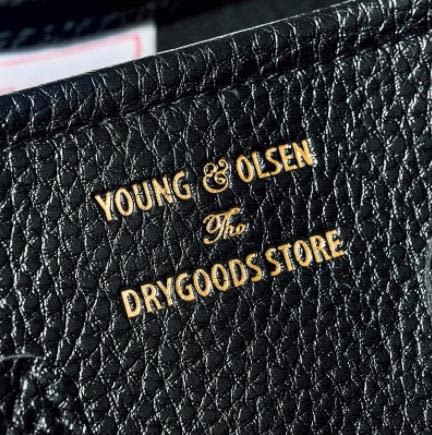 YOUNG & OLSEN
The
DRYGOODS STORE